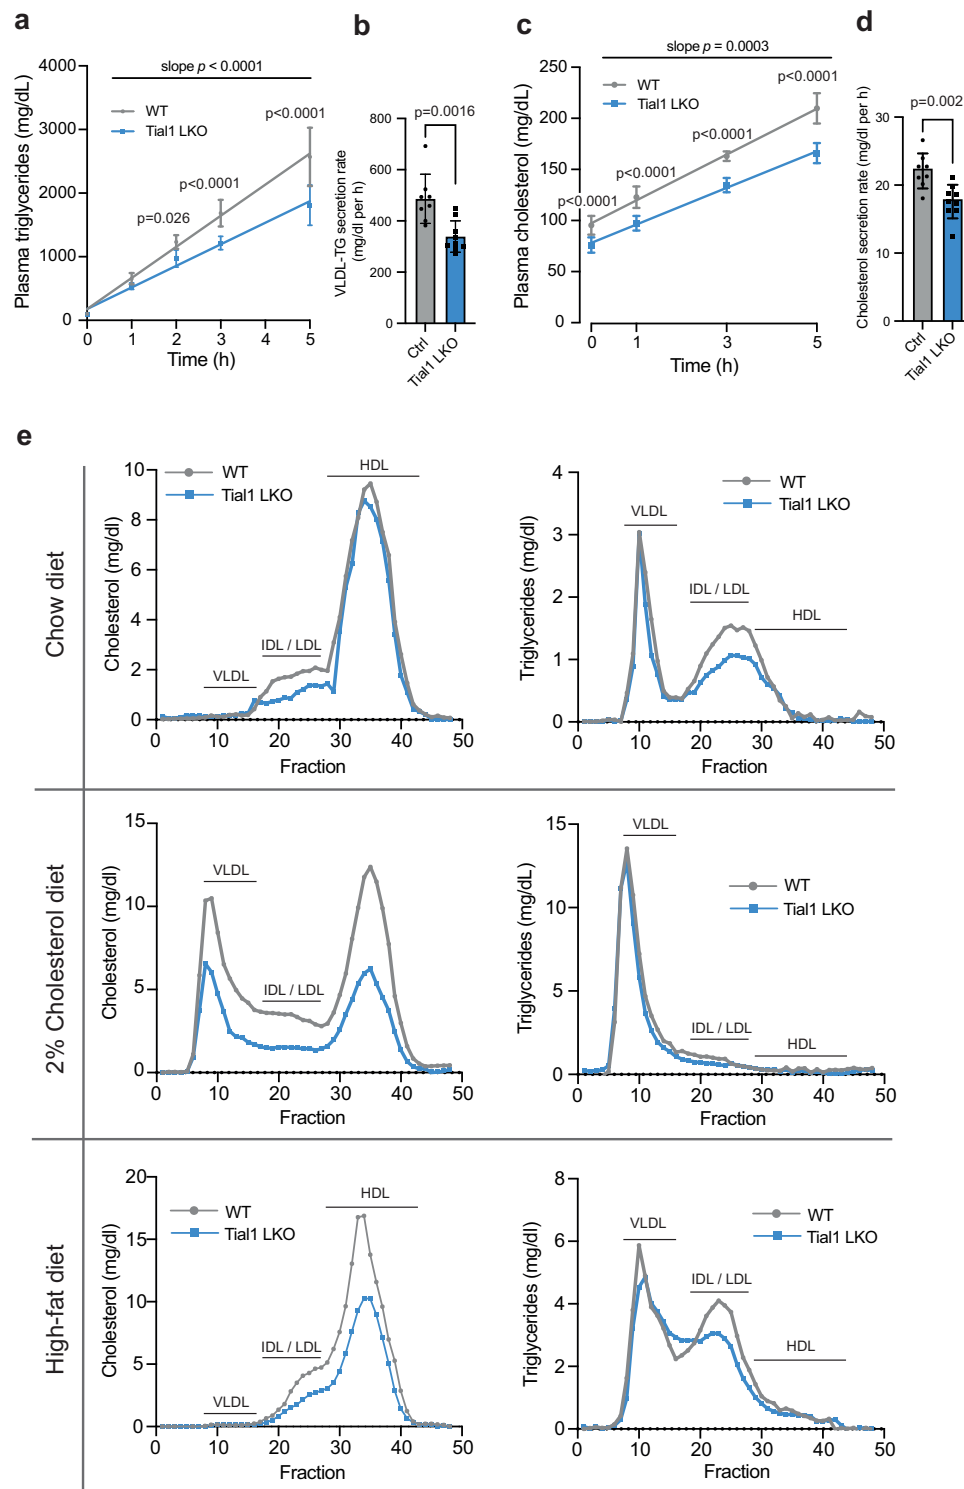 a
slope p < 0.0001
Plasma triglycerides (mg/dL)
4000
3000
2000
1000
0
WT
Tial1 LKO
p=0.026
p<0.0001
p<0.0001
0 1 2 3 4 5
Time (h)
b
p=0.0016
VLDL-TG secretion rate
(mg/dl per h)
800
600
400
200
0
Ctrl
Tial1 LKO
c
slope p = 0.0003
Plasma cholesterol (mg/dL)
250
200
150
100
50
0
WT
Tial1 LKO
p<0.0001
p<0.0001
p<0.0001
p<0.0001
0 1 3 5
Time (h)
d
p=0.002
Cholesterol secretion rate (mg/dl per h)
30
20
10
0
Ctrl
Tial1 LKO
e
Chow diet
Cholesterol (mg/dl)
10
8
6
4
2
0
WT
Tial1 LKO
VLDL
IDL / LDL
HDL
0 10 20 30 40 50
Fraction
Triglycerides (mg/dl)
4
3
2
1
0
WT
Tial1 LKO
VLDL
IDL / LDL
HDL
0 10 20 30 40 50
Fraction
2% Cholesterol diet
Cholesterol (mg/dl)
15
10
5
0
VLDL
IDL / LDL
0 10 20 30 40 50
Fraction
Triglycerides (mg/dL)
15
10
5
0
WT
Tial1 LKO
VLDL
IDL / LDL
HDL
0 10 20 30 40 50
Fraction
High-fat diet
Cholesterol (mg/dl)
20
15
10
5
0
WT
Tial1 LKO
VLDL
IDL / LDL
HDL
0 10 20 30 40 50
Fraction
Triglycerides (mg/dl)
8
6
4
2
0
WT
Tial1 LKO
VLDL
IDL / LDL
HDL
0 10 20 30 40 50
Fraction